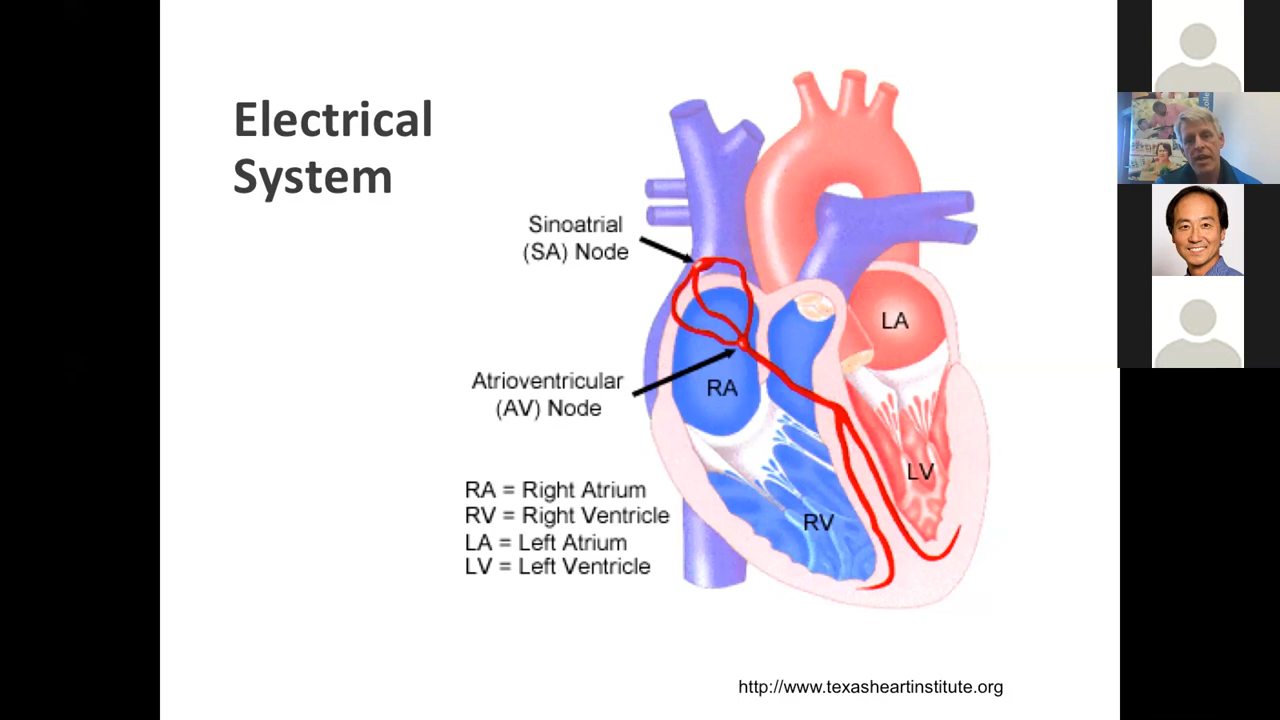 Electrical
System
Sinoatrial
(SA) Node
Atrioventricular
(AV) Node
RA
LA
RV
LV
RA = Right Atrium
RV = Right Ventricle
LA = Left Atrium
LV = Left Ventricle
http://www.texasheartinstitute.org